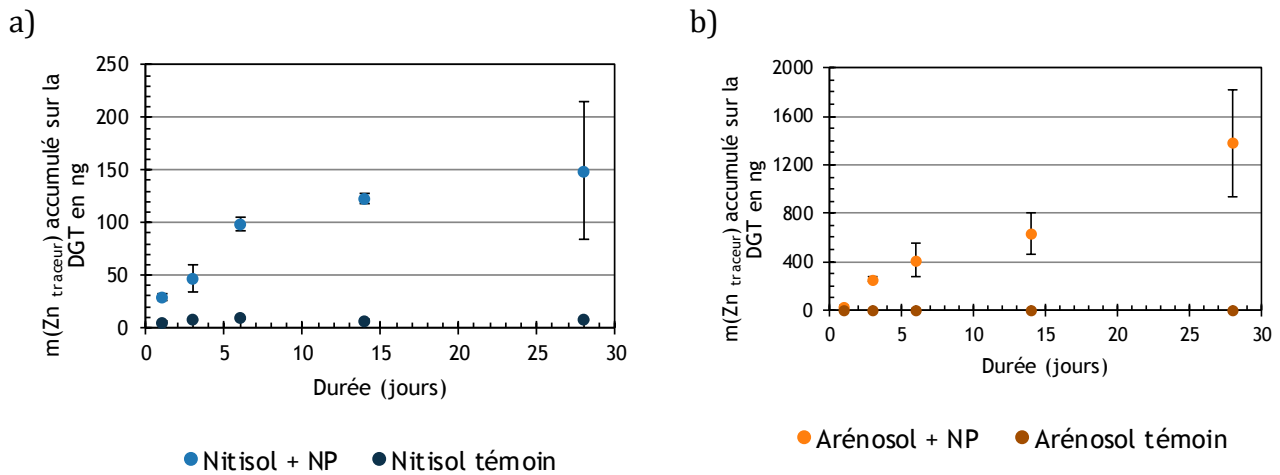 a)
m(Zn traceur) accumulé sur la
DGT en ng
250
200
150
100
50
0
0 5 10 15 20 25 30
Durée (jours)
Nitisol + NP Nitisol témoin
b)
m(Zn traceur) accumulé sur la
DGT en ng
2000
1600
1200
800
400
0
0 5 10 15 20 25 30
Durée (jours)
Arénosol + NP Arénosol témoin